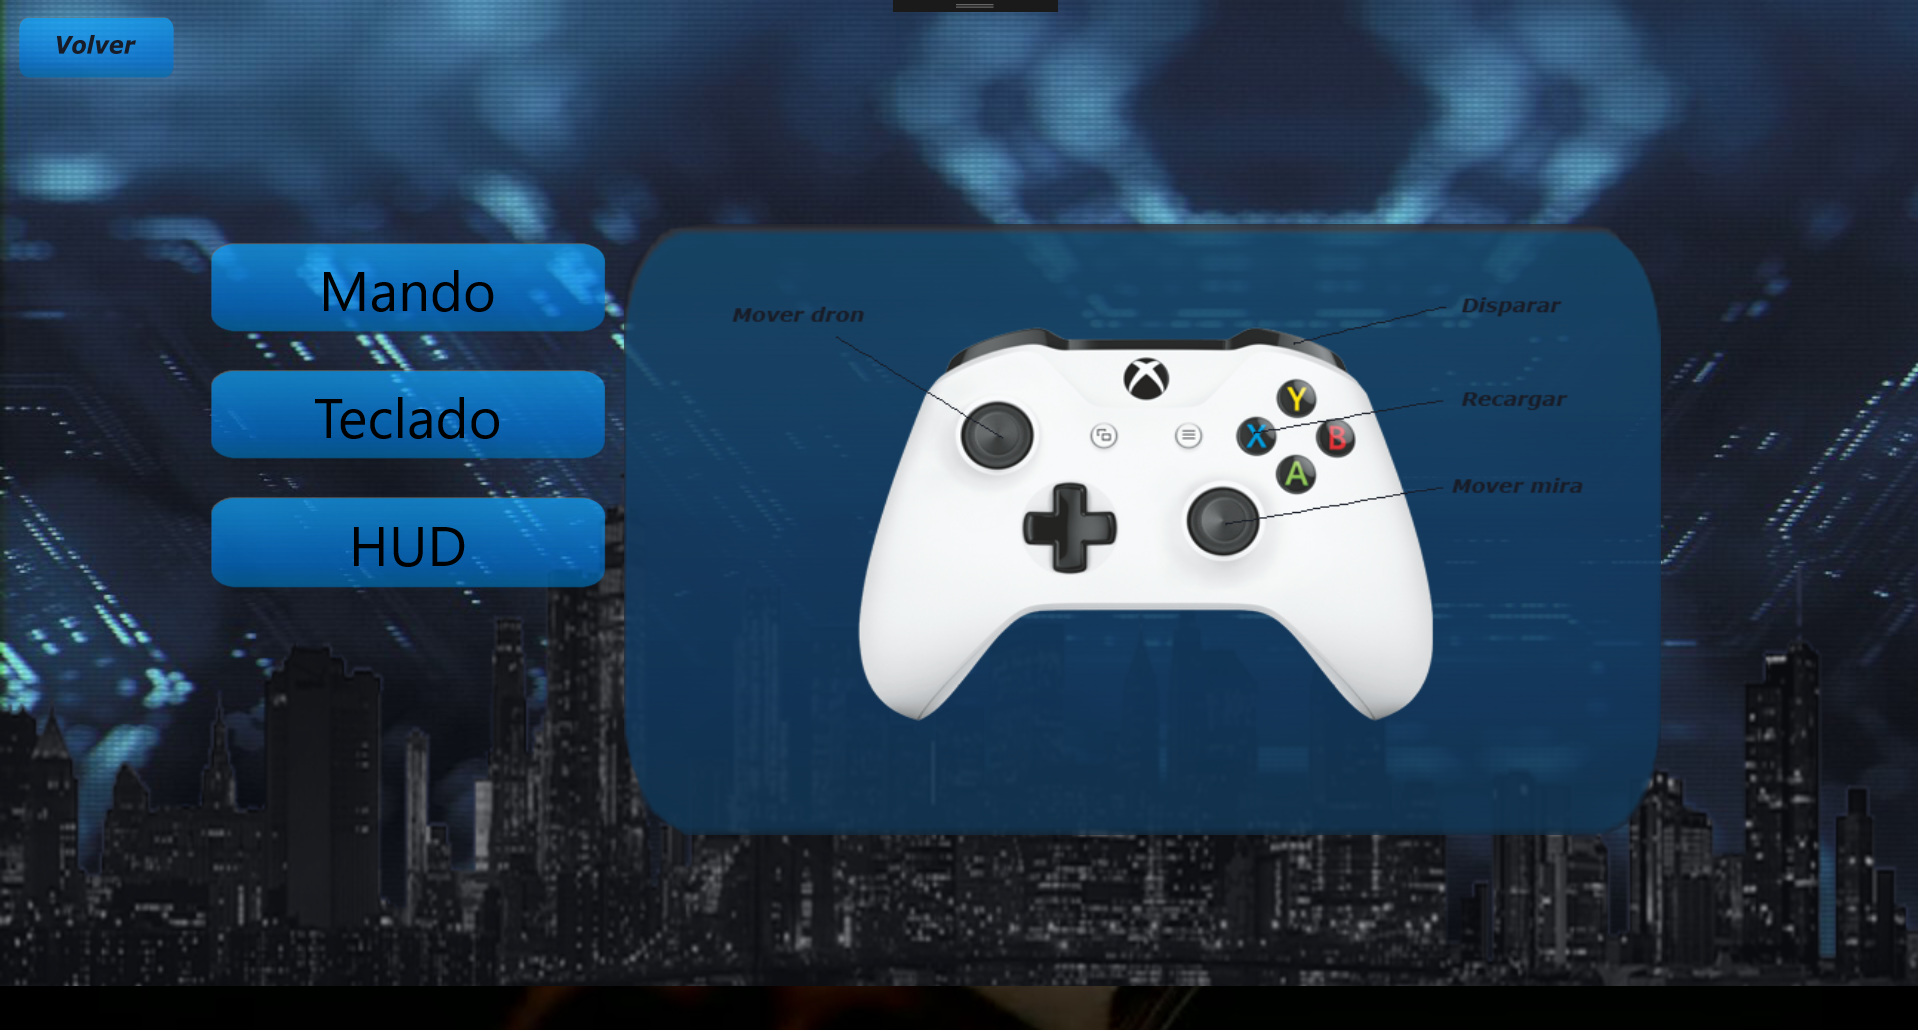 Volver
Mando
Teclado
HUD
Mover dron
Disparar
Recargar
Mover mira
Y
X
B
A